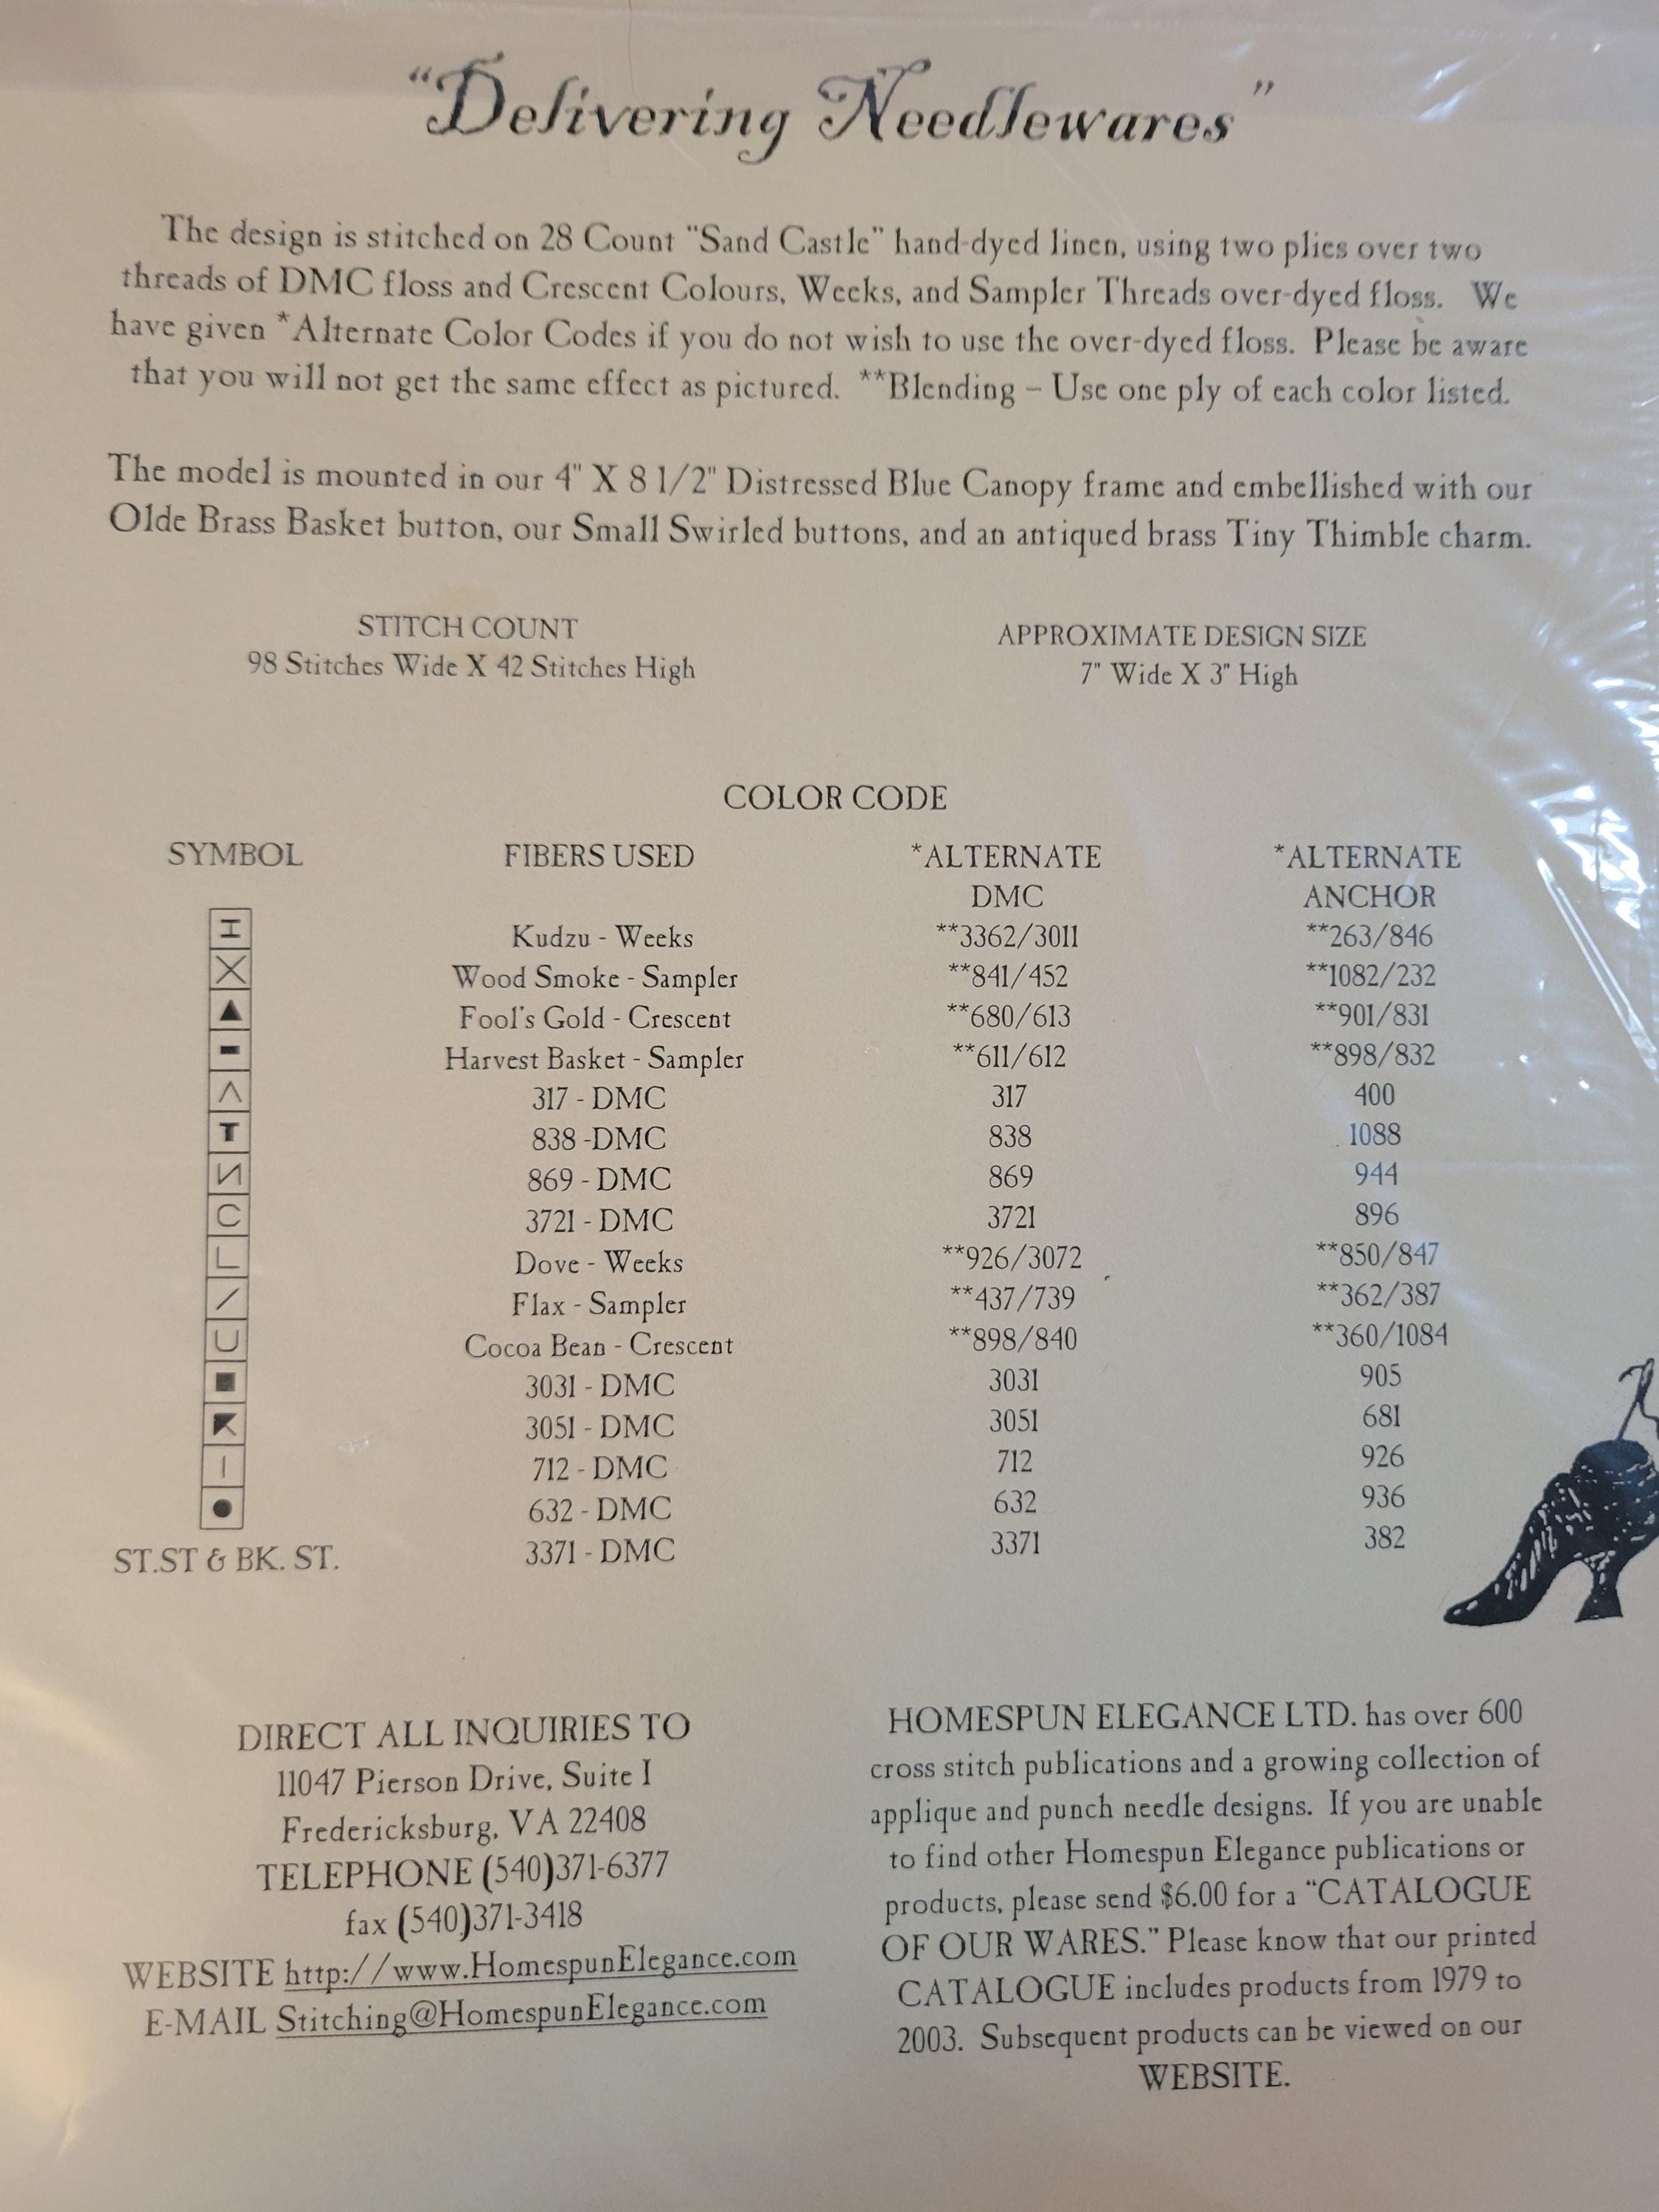 "Delivering Needlewares"
The design is stitched on 28 Count "Sand Castle" hand-dyed linen, using two plies over two
threads of DMC floss and Crescent Colours, Weeks, and Sampler Threads over-dyed floss. We
have given *Alternate Color Codes if you do not wish to use the over-dyed floss. Please be aware
that you will not get the same effect as pictured. **Blending – Use one ply of each color listed.
The model is mounted in our 4" X 8 1/2" Distressed Blue Canopy frame and embellished with our
Olde Brass Basket button, our Small Swirled buttons, and an antiqued brass Tiny Thimble charm.
STITCH COUNT
98 Stitches Wide X 42 Stitches High
APPROXIMATE DESIGN SIZE
7" Wide X 3" High
COLOR CODE
SYMBOL FIBERS USED *ALTERNATE *ALTERNATE
DMC ANCHOR
Kudzu - Weeks **3362/3011 **263/846
Wood Smoke - Sampler **841/452 **1082/232
Fool's Gold - Crescent **680/613 **901/831
Harvest Basket - Sampler **611/612 **898/832
317 - DMC 317 400
T 838 -DMC 838 1088
869 - DMC 869 944
C 3721 - DMC 3721 896
L Dove - Weeks **926/3072 **850/847
/ Flax - Sampler **437/739 **362/387
U Cocoa Bean - Crescent **898/840 **360/1084
■ 3031 - DMC 3031 905
3051 - DMC 3051 681
| 712 - DMC 712 926
● 632 - DMC 632 936
ST.ST & BK. ST. 3371 - DMC 3371 382
DIRECT ALL INQUIRIES TO
11047 Pierson Drive, Suite I
Fredericksburg, VA 22408
TELEPHONE (540)371-6377
fax (540)371-3418
WEBSITE http://www.HomespunElegance.com
E-MAIL Stitching@HomespunElegance.com
HOMESPUN ELEGANCE LTD. has over 600
cross stitch publications and a growing collection of
applique and punch needle designs. If you are unable
to find other Homespun Elegance publications or
products, please send $6.00 for a "CATALOGUE
OF OUR WARES." Please know that our printed
CATALOGUE includes products from 1979 to
2003. Subsequent products can be viewed on our
WEBSITE.